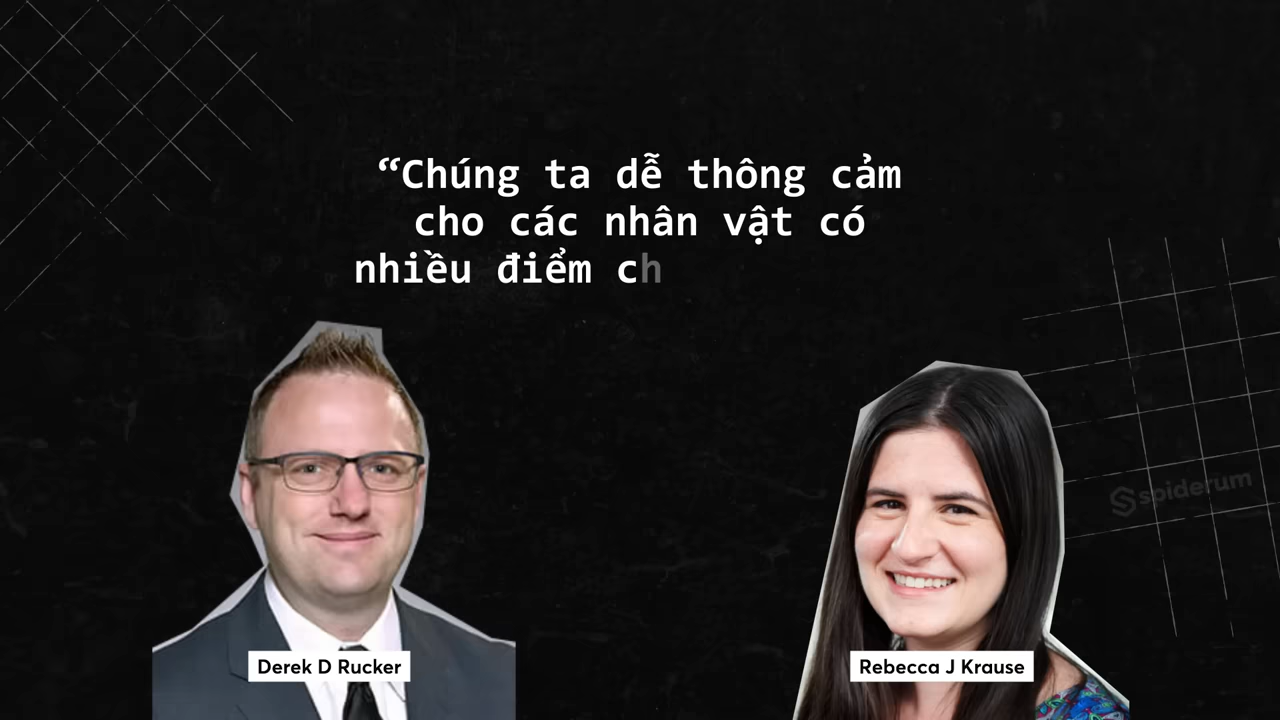 “Chúng ta dễ thông cảm
cho các nhân vật có
nhiều điểm ch
spiderum
Derek D Rucker
Rebecca J Krause